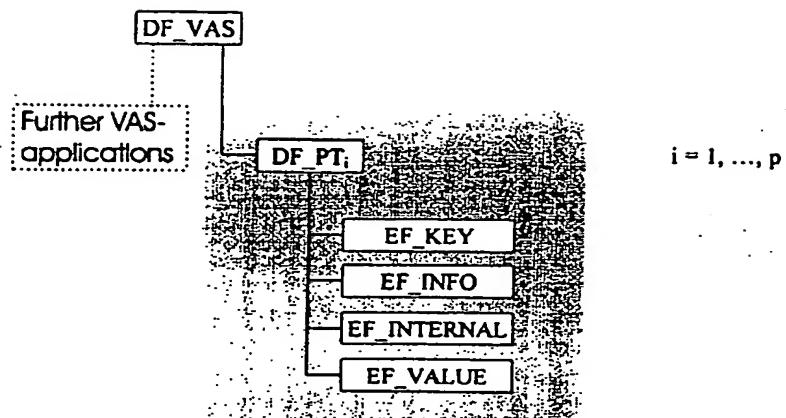 DF_VAS
Further VAS-
applications
DF_PTi
i = 1, ..., p
EF_KEY
EF_INFO
EF_INTERNAL
EF_VALUE